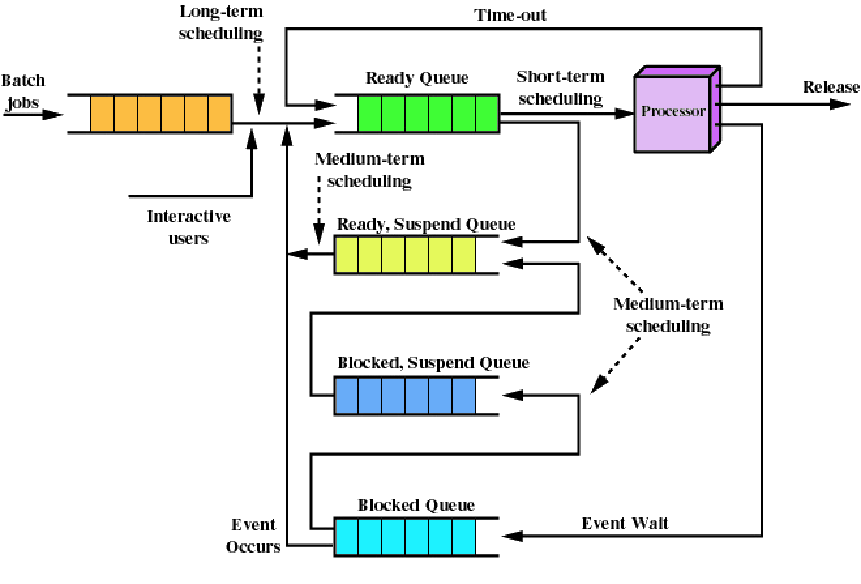 Long-term
scheduling
Time-out
Batch
jobs
Ready Queue
Short-term
scheduling
Processor
Release
Medium-term
scheduling
Interactive
users
Ready, Suspend Queue
Medium-term
scheduling
Blocked, Suspend Queue
Blocked Queue
Event
Occurs
Event Wait